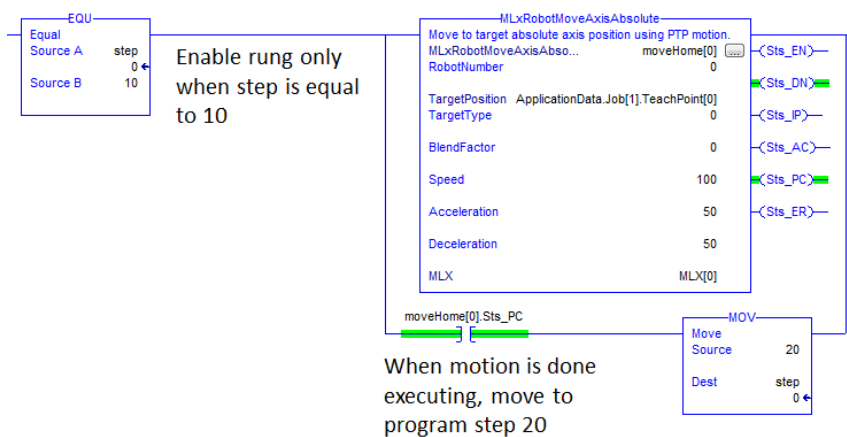 EQU
Equal
Source A step
0
Source B 10
Enable rung only
when step is equal
to 10
MLxRobotMoveAxisAbsolute
Move to target absolute axis position using PTP motion.
MLxRobotMoveAxisAbso... moveHome[0] ...
RobotNumber 0
TargetPosition ApplicationData.Job[1].TeachPoint[0]
TargetType 0
BlendFactor 0
Speed 100
Acceleration 50
Deceleration 50
MLX MLX[0]
Sts_EN
Sts_DN
Sts_IP
Sts_AC
Sts_PC
Sts_ER
moveHome[0].Sts_PC
When motion is done
executing, move to
program step 20
MOV
Move
Source 20
Dest step
0